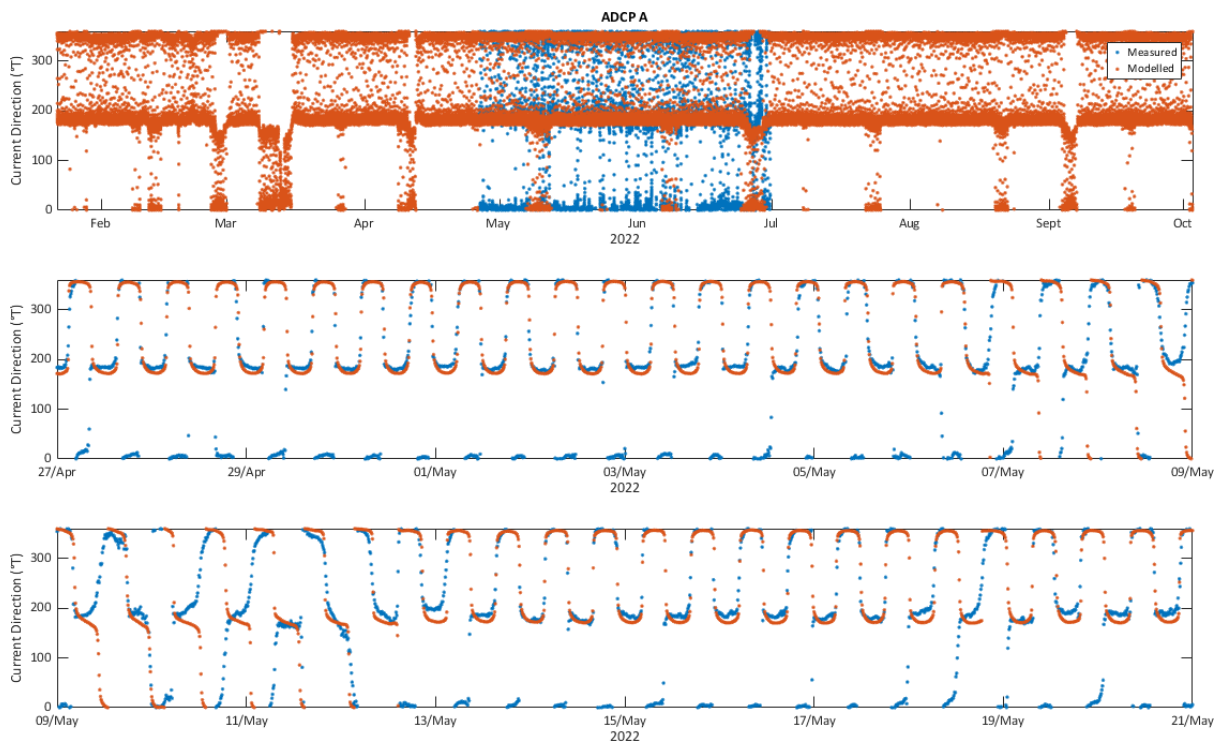 ADCP A
Current Direction (°T)
300
200
100
0
Measured
Modelled
Feb Mar Apr May Jun Jul Aug Sept Oct
2022
Current Direction (°T)
300
200
100
0
27/Apr 29/Apr 01/May 03/May 05/May 07/May 09/May
2022
Current Direction (°T)
300
200
100
0
09/May 11/May 13/May 15/May 17/May 19/May 21/May
2022